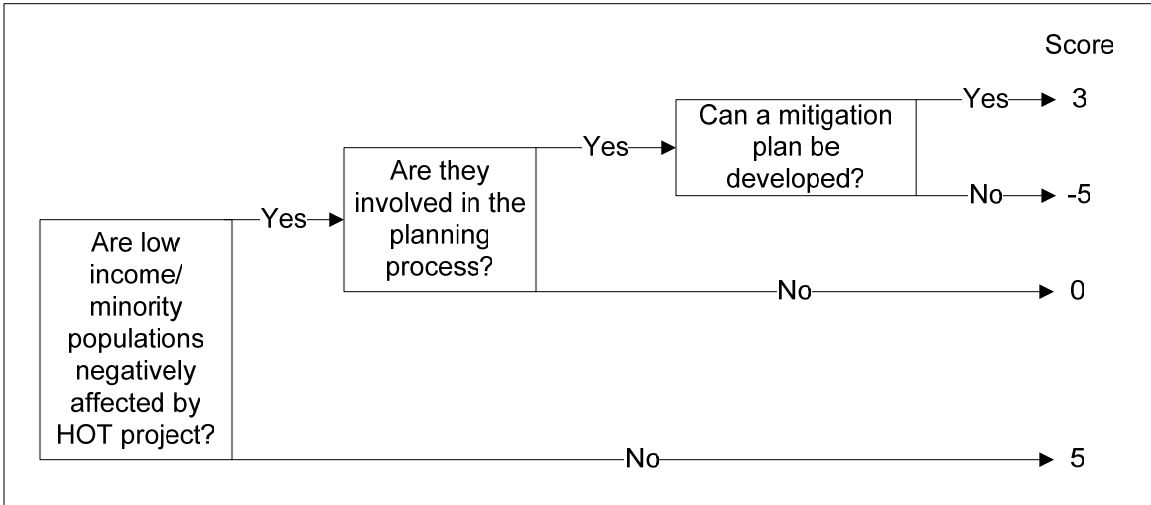 Score
Are low
income/
minority
populations
negatively
affected by
HOT project?
Yes
Are they
involved in the
planning
process?
Yes
Can a mitigation
plan be
developed?
Yes
3
No
-5
No
0
No
5